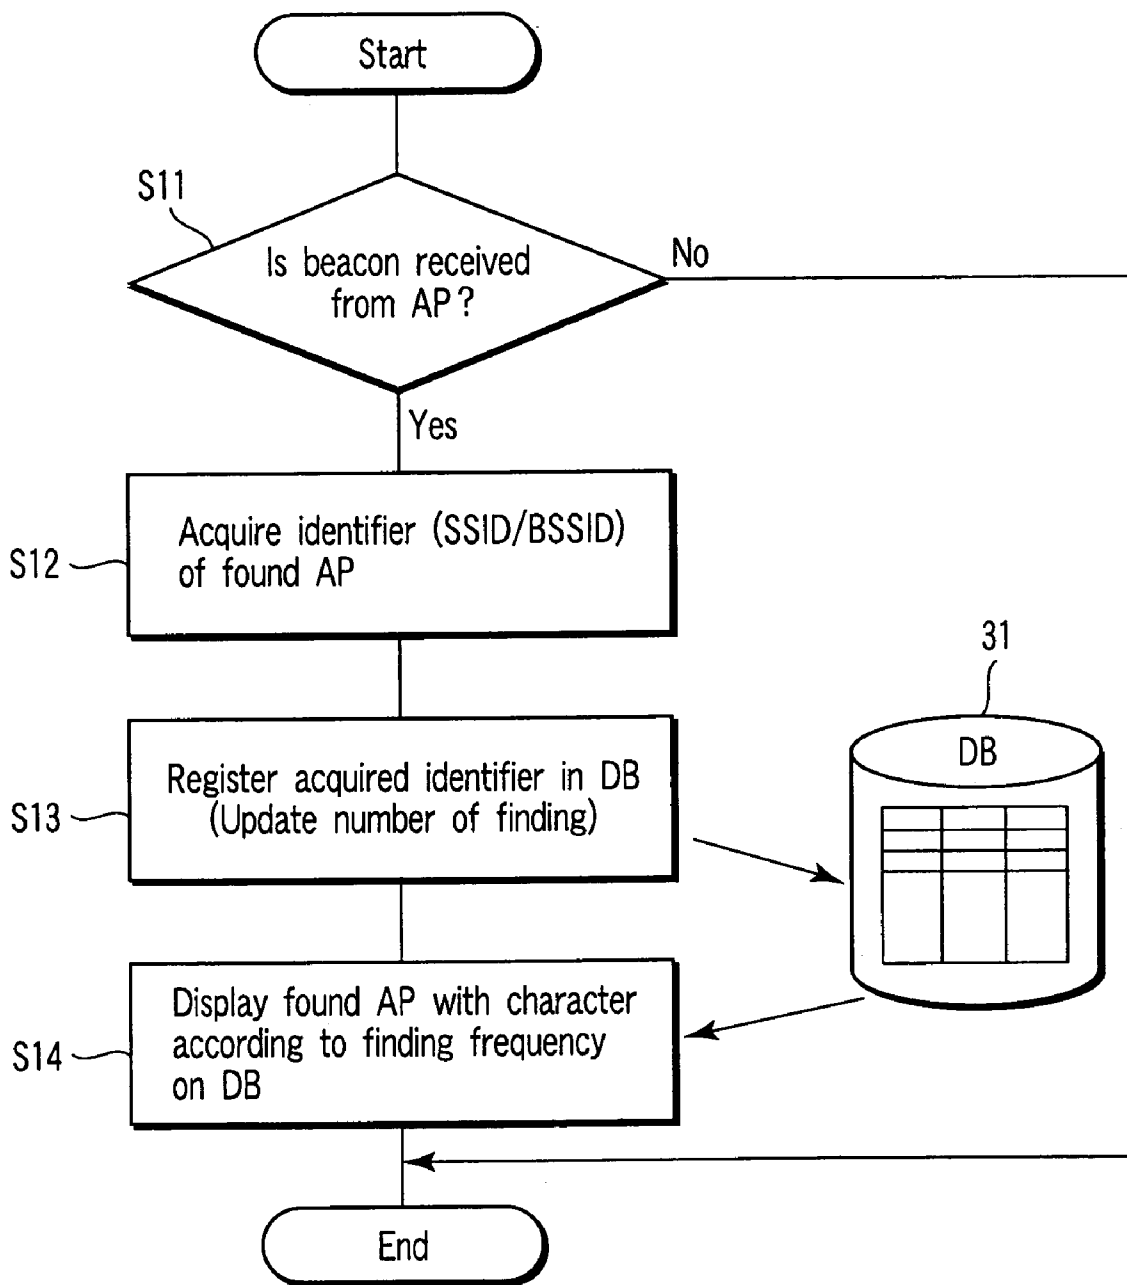 Start
S11
Is beacon received
from AP?
No
Yes
S12
Acquire identifier (SSID/BSSID)
of found AP
31
DB
S13
Register acquired identifier in DB
(Update number of finding)
S14
Display found AP with character
according to finding frequency
on DB
End